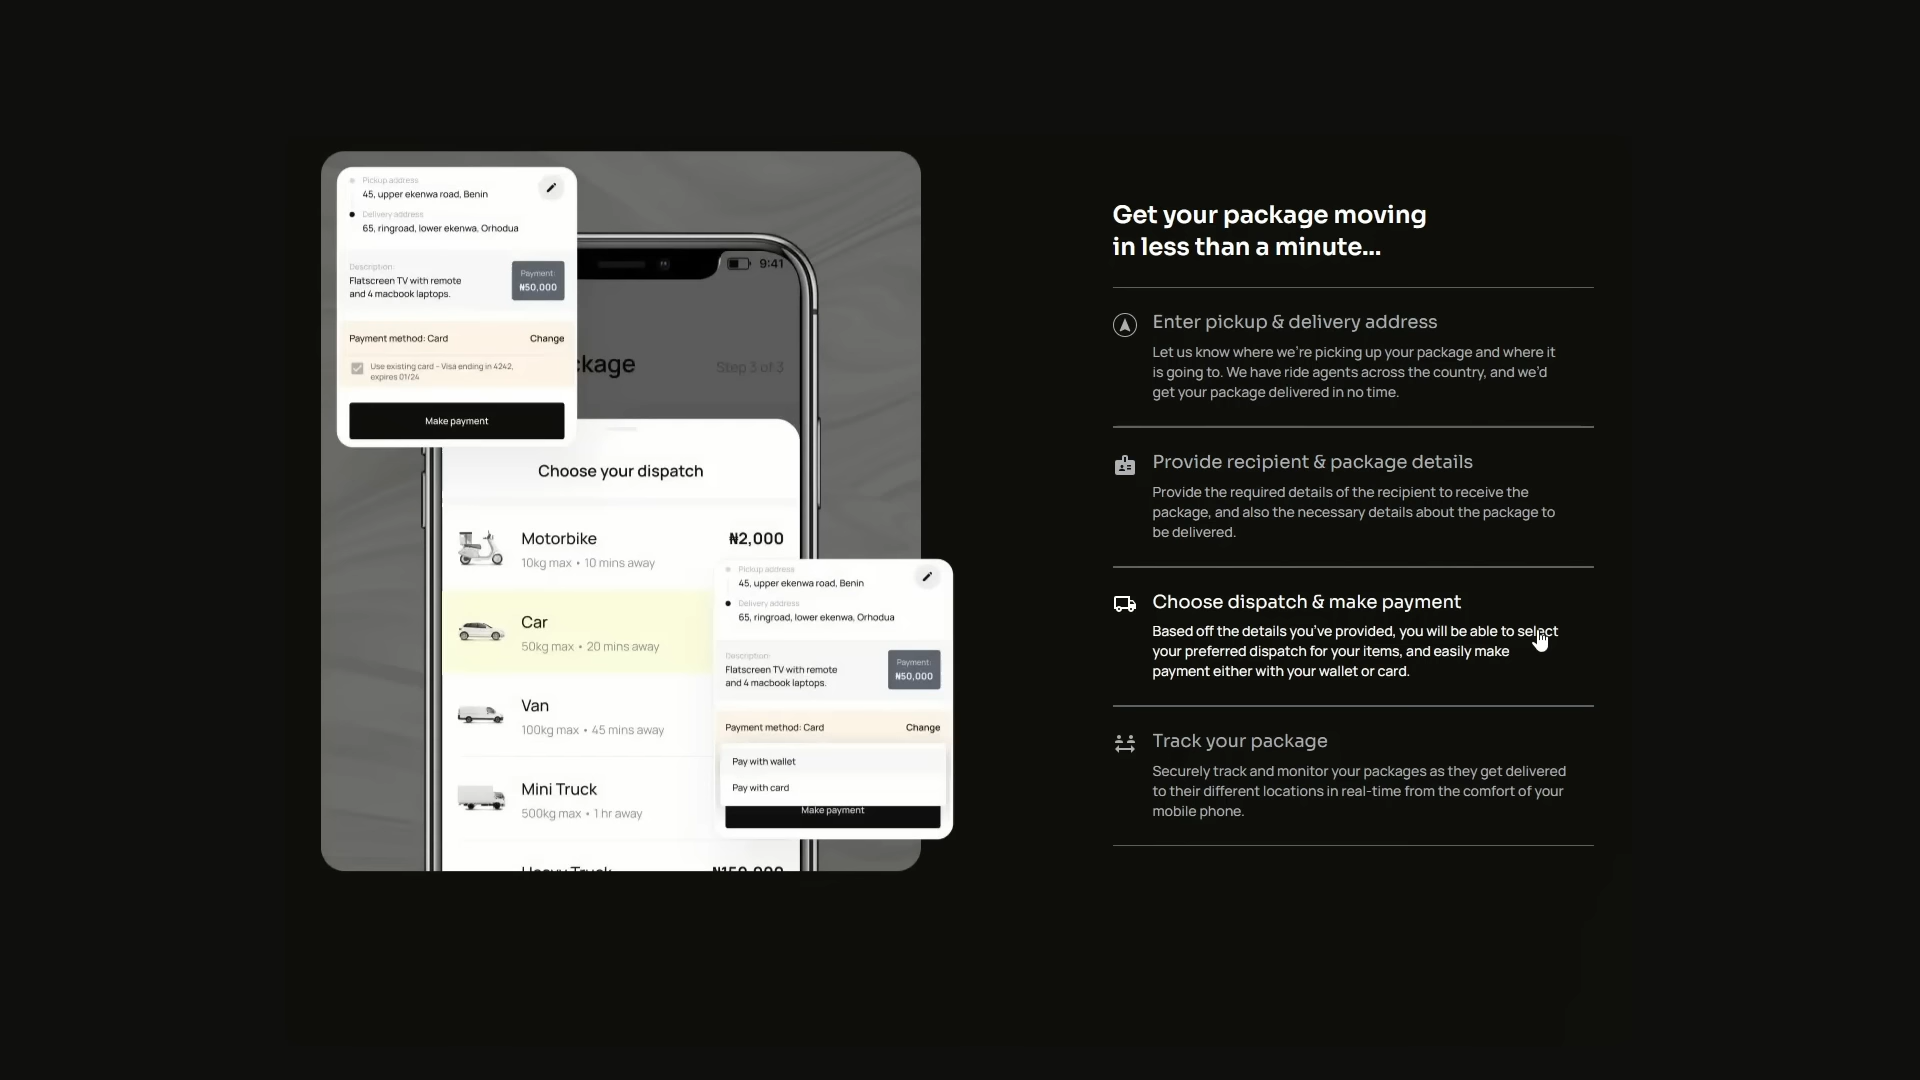 Pickup address
45, upper ekenwa road, Benin
Delivery address
65, ringroad, lower ekenwa, Orhodua
Description:
Flatscreen TV with remote
and 4 macbook laptops.
Payment:
₦50,000
Payment method: Card
Change
Use existing card – Visa ending in 4242,
expires 01/24
Make payment
9:41
ckage
Step 3 of 3
Choose your dispatch
Motorbike
₦2,000
10kg max • 10 mins away
Car
50kg max • 20 mins away
Van
100kg max • 45 mins away
Mini Truck
500kg max • 1 hr away
Heavy Truck
₦150,000
Pickup address
45, upper ekenwa road, Benin
Delivery address
65, ringroad, lower ekenwa, Orhodua
Description:
Flatscreen TV with remote
and 4 macbook laptops.
Payment:
₦50,000
Payment method: Card
Change
Pay with wallet
Pay with card
Make payment
Get your package moving
in less than a minute...
Enter pickup & delivery address
Let us know where we're picking up your package and where it
is going to. We have ride agents across the country, and we'd
get your package delivered in no time.
Provide recipient & package details
Provide the required details of the recipient to receive the
package, and also the necessary details about the package to
be delivered.
Choose dispatch & make payment
Based off the details you've provided, you will be able to select
your preferred dispatch for your items, and easily make
payment either with your wallet or card.
Track your package
Securely track and monitor your packages as they get delivered
to their different locations in real-time from the comfort of your
mobile phone.